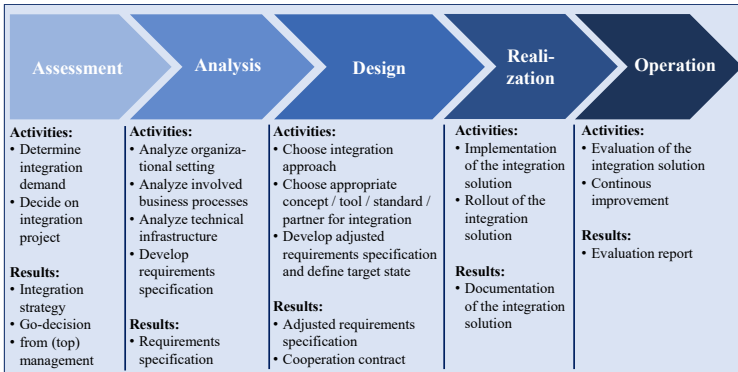 Assessment
Analysis
Design
Reali-
zation
Operation
Activities:
• Determine
integration
demand
• Decide on
integration
project
Results:
• Integration
strategy
• Go-decision
• from (top)
management
Activities:
• Analyze organiza-
tional setting
• Analyze involved
business processes
• Analyze technical
infrastructure
• Develop
requirements
specification
Results:
• Requirements
specification
Activities:
• Choose integration
approach
• Choose appropriate
concept / tool / standard /
partner for integration
• Develop adjusted
requirements specification
and define target state
Results:
• Adjusted requirements
specification
• Cooperation contract
Activities:
• Implementation
of the integration
solution
• Rollout of the
integration
solution
Results:
• Documentation
of the integration
solution
Activities:
• Evaluation of the
integration solution
• Continous
improvement
Results:
• Evaluation report